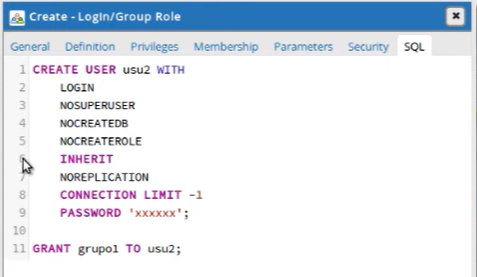 Create - Login/Group Role
General Definition Privileges Membership Parameters Security SQL
1 CREATE USER usu2 WITH
2 LOGIN
3 NOSUPERUSER
4 NOCREATEDB
5 NOCREATEROLE
6 INHERIT
7 NOREPLICATION
8 CONNECTION LIMIT -1
9 PASSWORD 'xxxxxx';
10
11 GRANT grupo1 TO usu2;